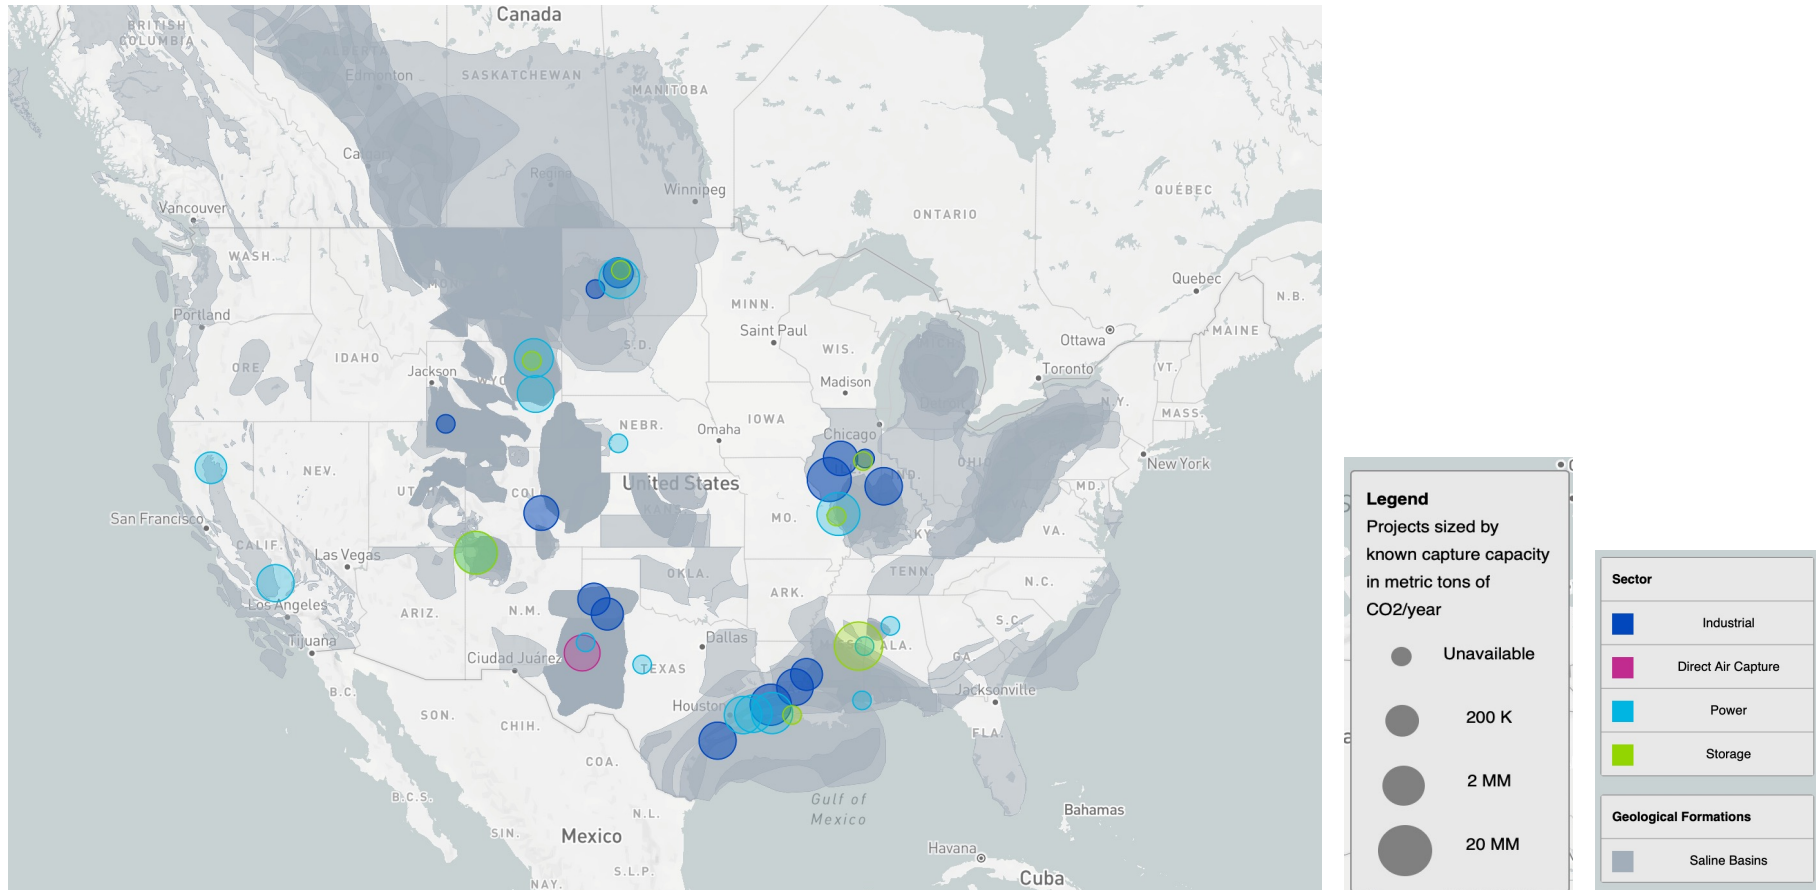 Canada
BRITISH
COLUMBIA
Edmonton
SASKATCHEWAN
MANITOBA
Regina
Winnipeg
Vancouver
ONTARIO
QUÉBEC
WASH.
Quebec
N.B.
Portland
MINN.
Saint Paul
Ottawa
MAINE
IDAHO
ORE.
S.D.
WIS.
Toronto
VT.
Jackson
Madison
N.Y.
MASS.
Detroit
NEBR.
Omaha
IOWA
Chicago
New York
NEV.
United States
IND.
OHIO
MD.
San Francisco
MO.
KY.
VA.
CALIF.
Las Vegas
KANS.
OKLA.
TENN.
N.C.
Los Angeles
ARIZ.
N.M.
ARK.
S.C.
Tijuana
Ciudad Juárez
Dallas
TEXAS
ALA.
GA.
B.C.
Jacksonville
SON.
CHIH.
Houston
FLA.
COA.
B.C.S.
Gulf of
Mexico
Bahamas
N.L.
SIN.
Mexico
Havana
Cuba
S.L.P.
NAY.
Legend
Projects sized by
known capture capacity
in metric tons of
CO2/year
Unavailable
200 K
2 MM
20 MM
Sector
Industrial
Direct Air Capture
Power
Storage
Geological Formations
Saline Basins